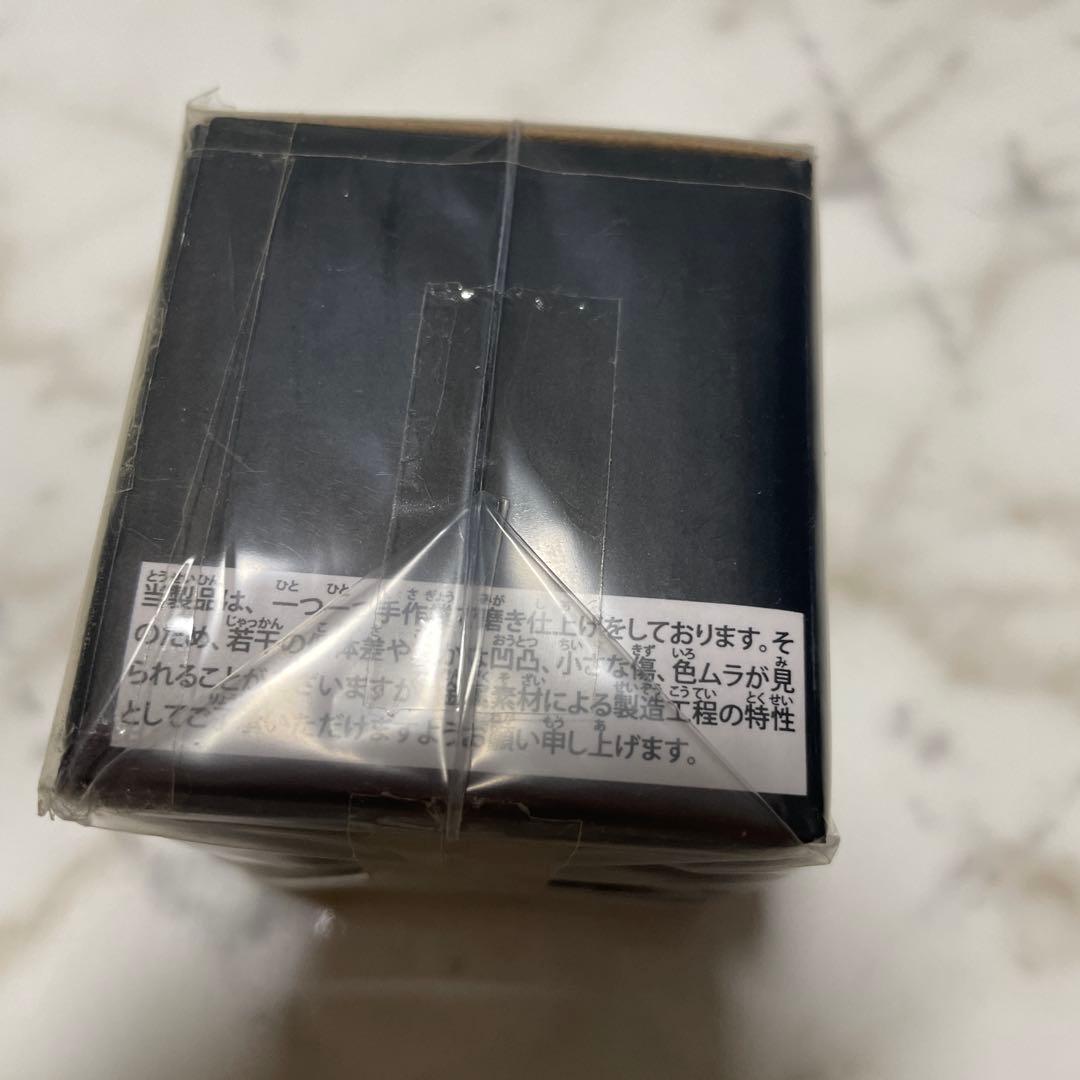 当製品は、一つ一つ手作業で磨き仕上げをしております。そ
のため、若干の個体差や 凹凸、小さな傷、色ムラが見
られることがございますが、 素材による製造工程の特性
としてご いただけますようお願い申し上げます。